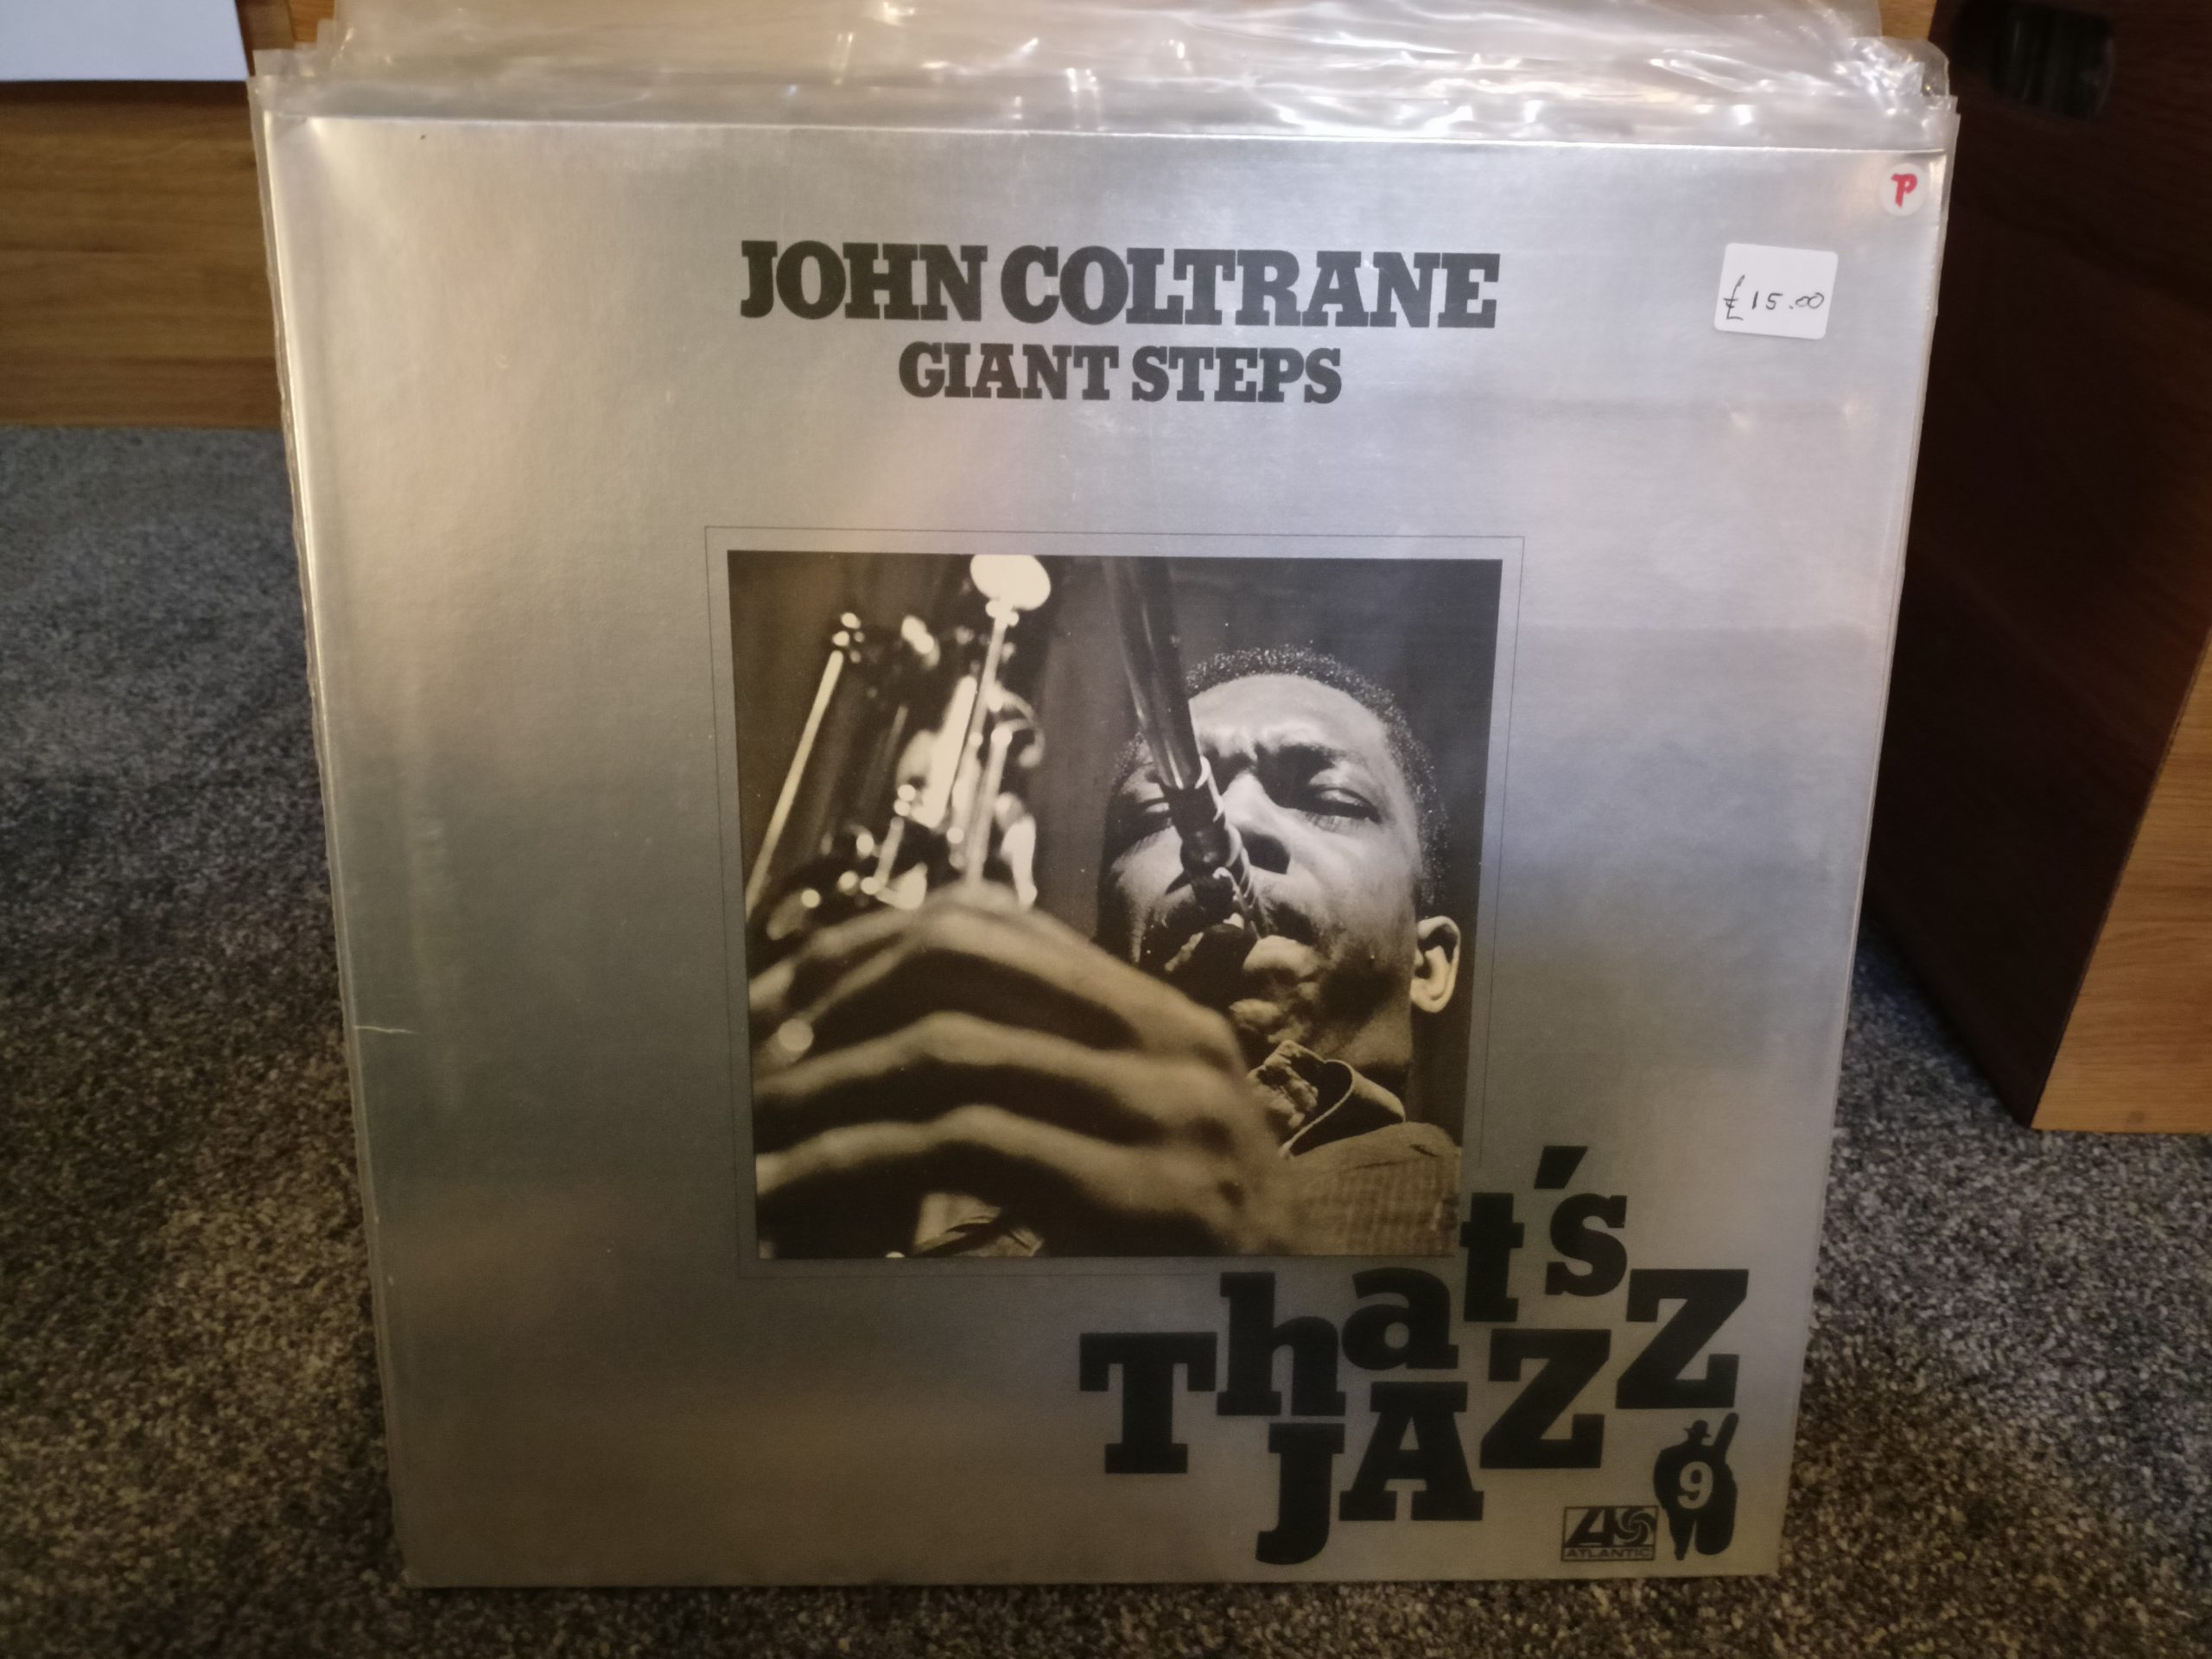 P
JOHN COLTRANE
£15.00
GIANT STEPS
That's
jAZZ
9
ATLANTIC